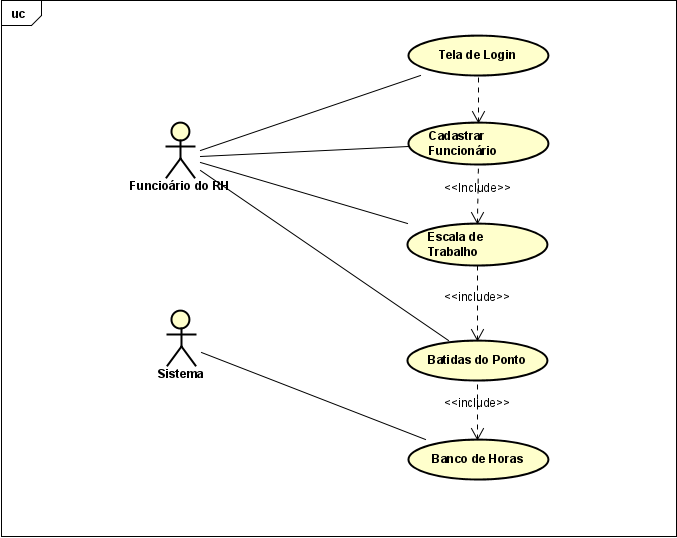 uc
Tela de Login
Cadastrar
Funcionário
<<Include>>
Funcioário do RH
Escala de
Trabalho
<<include>>
Batidas do Ponto
Sistema
<<include>>
Banco de Horas